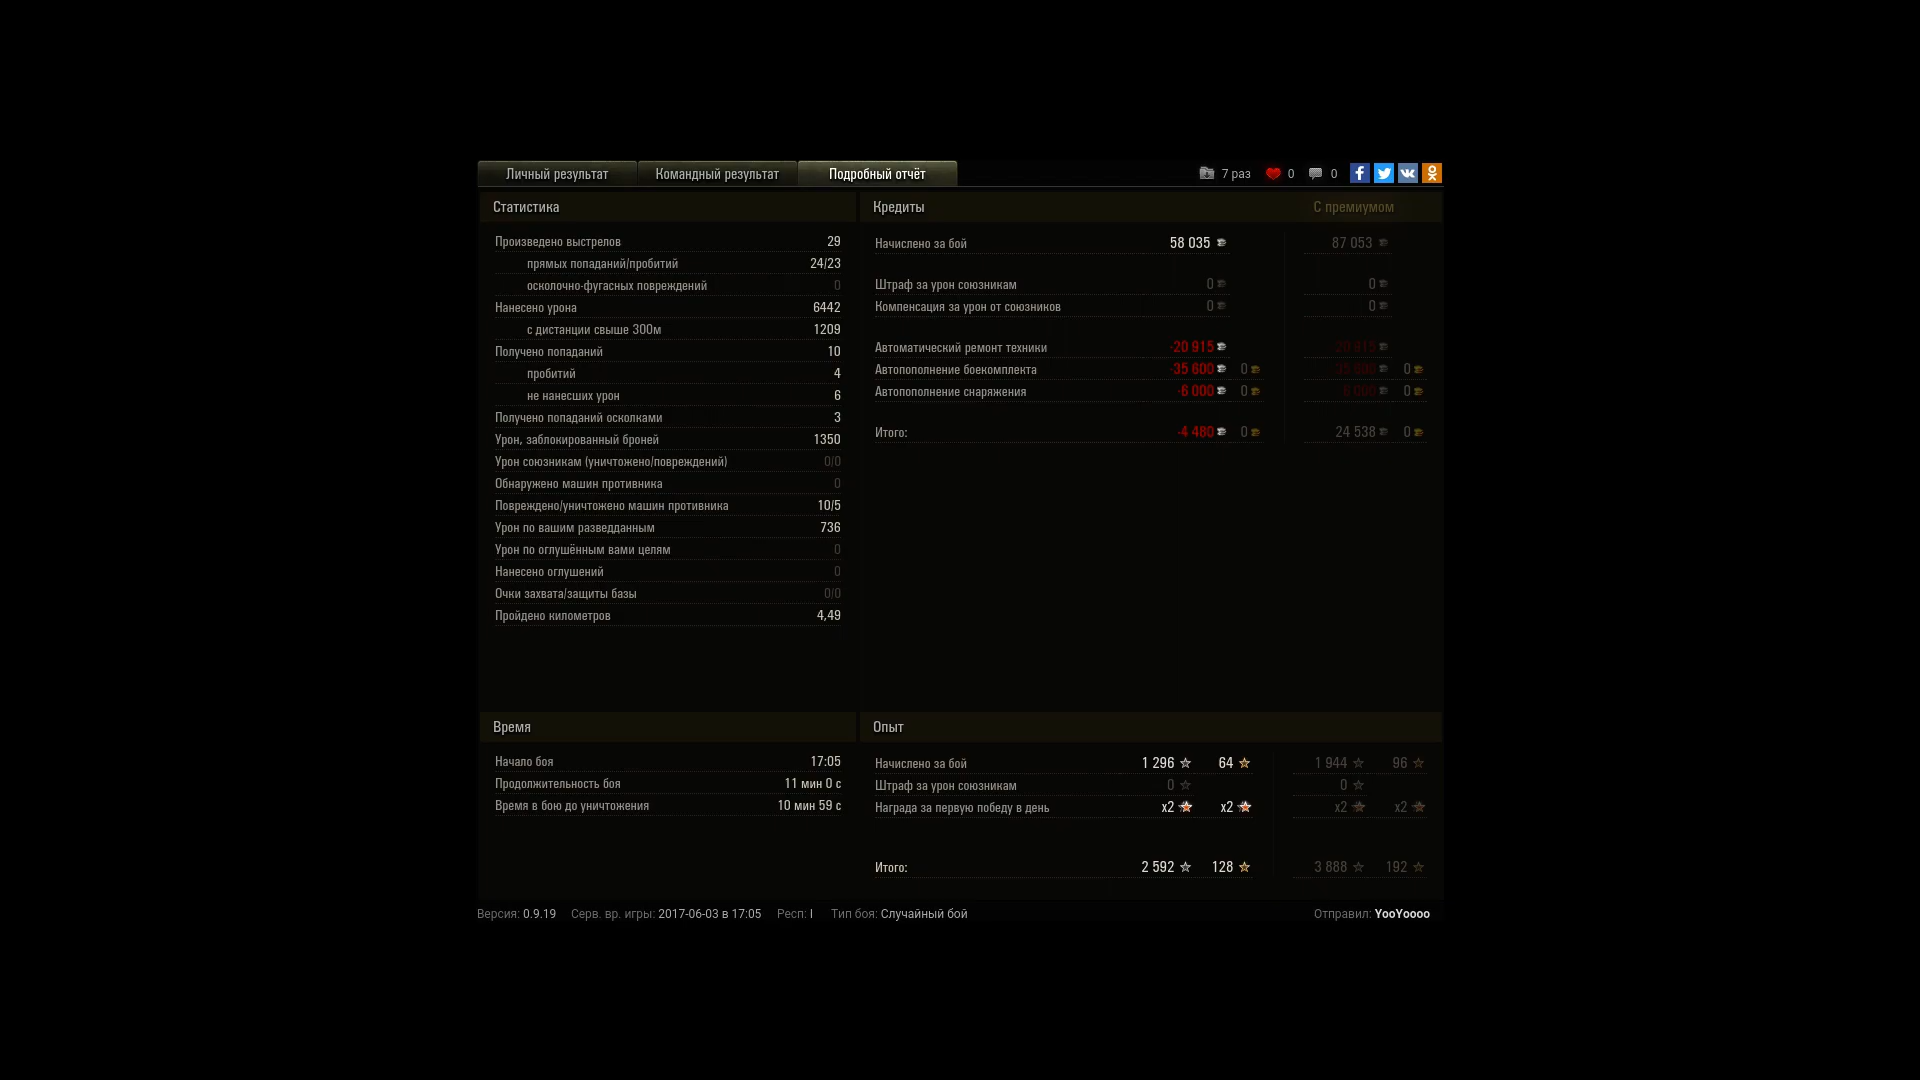 Личный результат Командный результат Подробный отчёт 7 раз 0 0
Статистика
Произведено выстрелов 29
прямых попаданий/пробитий 24/23
осколочно-фугасных повреждений 0
Нанесено урона 6442
с дистанции свыше 300м 1209
Получено попаданий 10
пробитий 4
не нанесших урон 6
Получено попаданий осколками 3
Урон, заблокированный броней 1350
Урон союзникам (уничтожено/повреждений) 0/0
Обнаружено машин противника 0
Повреждено/уничтожено машин противника 10/5
Урон по вашим разведданным 736
Урон по оглушённым вами целям 0
Нанесено оглушений 0
Очки захвата/защиты базы 0/0
Пройдено километров 4,49
Кредиты С премиумом
Начислено за бой 58 035 87 053
Штраф за урон союзникам 0 0
Компенсация за урон от союзников 0 0
Автоматический ремонт техники -20 915 -20 915
Автопополнение боекомплекта -35 600 0 -35 600 0
Автопополнение снаряжения -6 000 0 -6 000 0
Итого: -4 480 0 24 538 0
Время
Начало боя 17:05
Продолжительность боя 11 мин 0 с
Время в бою до уничтожения 10 мин 59 с
Опыт
Начислено за бой 1 296 64 1 944 96
Штраф за урон союзникам 0 0
Награда за первую победу в день x2 x2 x2 x2
Итого: 2 592 128 3 888 192
Версия: 0.9.19 Серв. вр. игры: 2017-06-03 в 17:05 Респ: I Тип боя: Случайный бой Отправил: YooYoooo